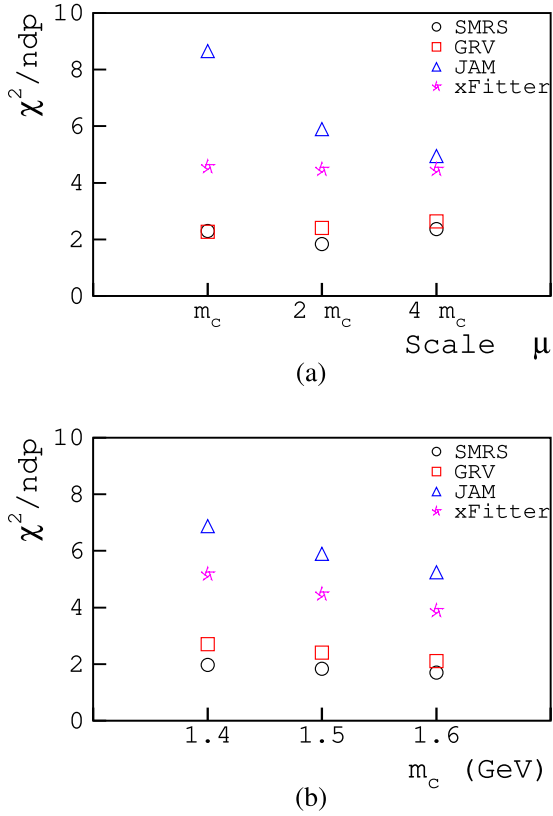 10
8
6
4
2
0
χ²/ndp
SMRS
GRV
JAM
xFitter
m_c 2 m_c 4 m_c
Scale μ
(a)
10
8
6
4
2
0
χ²/ndp
SMRS
GRV
JAM
xFitter
1.4 1.5 1.6
m_c (GeV)
(b)